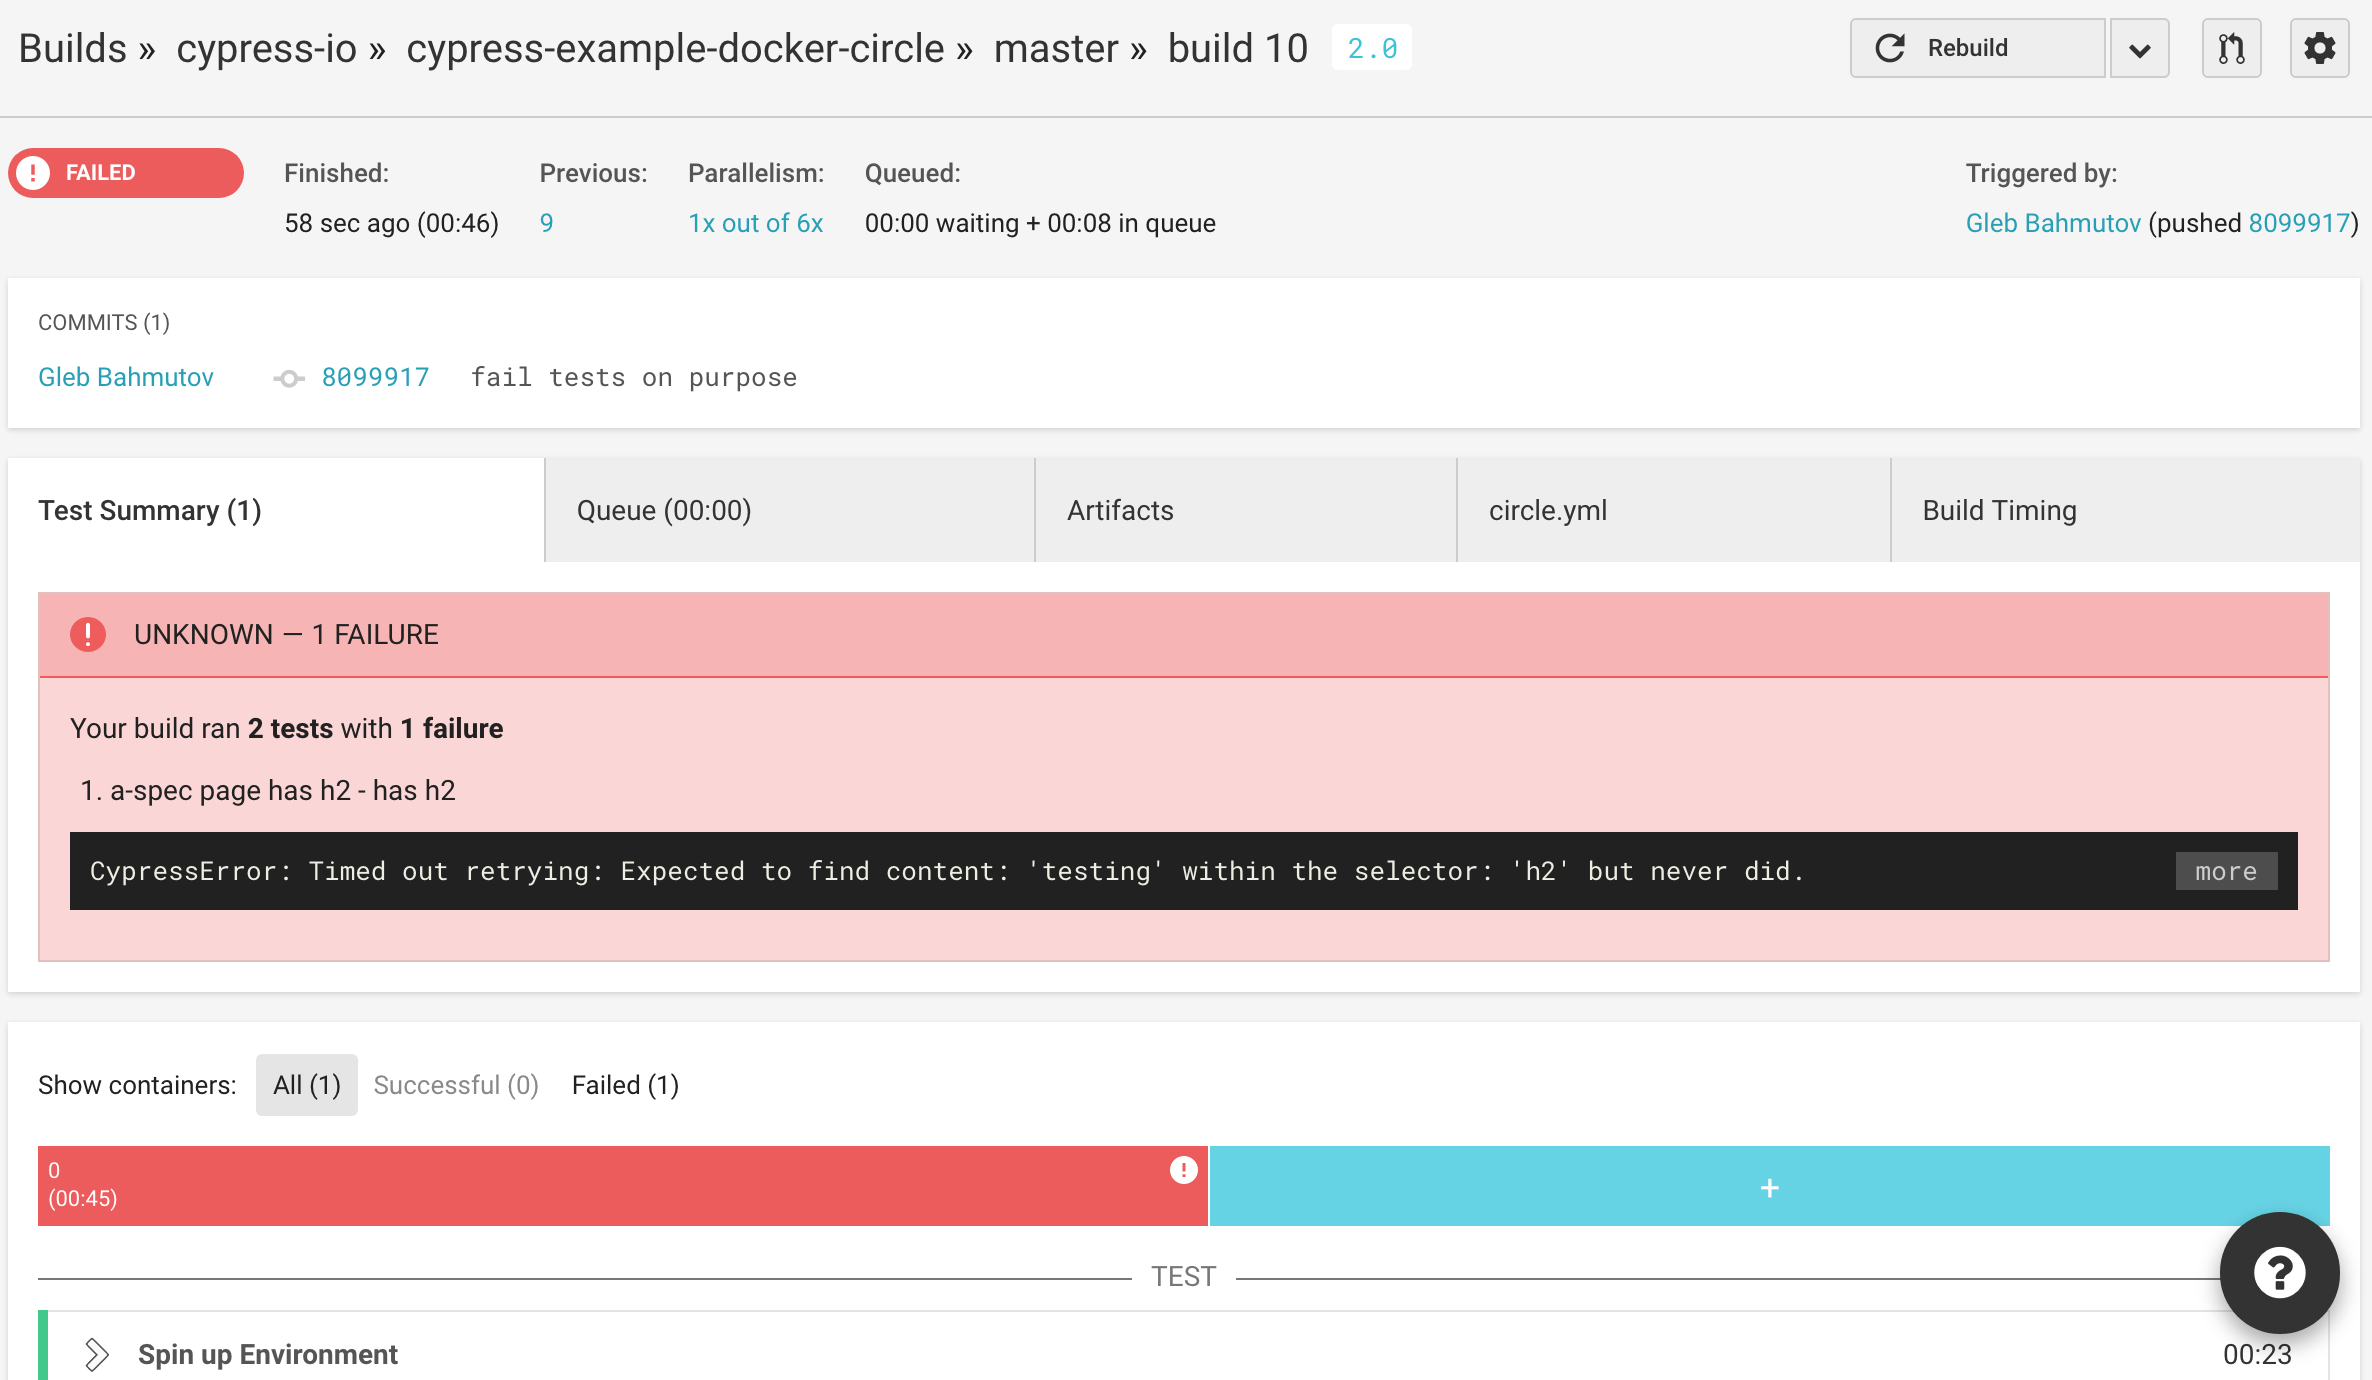 Builds » cypress-io » cypress-example-docker-circle » master » build 10 2.0
Rebuild
FAILED
Finished: Previous: Parallelism: Queued: Triggered by:
58 sec ago (00:46) 9 1x out of 6x 00:00 waiting + 00:08 in queue Gleb Bahmutov (pushed 8099917)
COMMITS (1)
Gleb Bahmutov 8099917 fail tests on purpose
Test Summary (1) Queue (00:00) Artifacts circle.yml Build Timing
UNKNOWN — 1 FAILURE
Your build ran 2 tests with 1 failure
1. a-spec page has h2 - has h2
CypressError: Timed out retrying: Expected to find content: 'testing' within the selector: 'h2' but never did. more
Show containers: All (1) Successful (0) Failed (1)
0
(00:45)
+
TEST
Spin up Environment 00:23